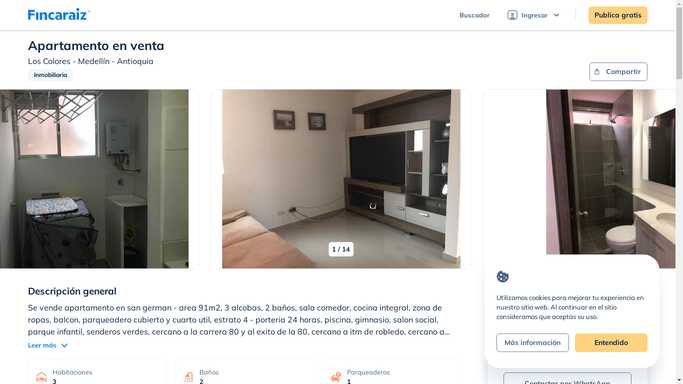 Fincaraiz
Buscador
Ingresar
Publica gratis
Apartamento en venta
Los Colores - Medellín - Antioquia
Inmobiliaria
Compartir
1 / 14
Descripción general
Se vende apartamento en san german - area 91m2, 3 alcobas, 2 baños, sala comedor, cocina integral, zona de
ropas, balcon, parqueadero cubierto y cuarto util, estrato 4 - porteria 24 horas, piscina, gimnasio, salon social,
parque infantil, senderos verdes, cercano a la carrera 80 y al exito de la 80, cercano a itm de robledo, cercano a...
Leer más
Habitaciones
3
Baños
2
Parqueaderos
1
Utilizamos cookies para mejorar tu experiencia en
nuestro sitio web. Al continuar en el sitio
consideramos que aceptas su uso.
Más información
Entendido
Contactar por WhatsApp